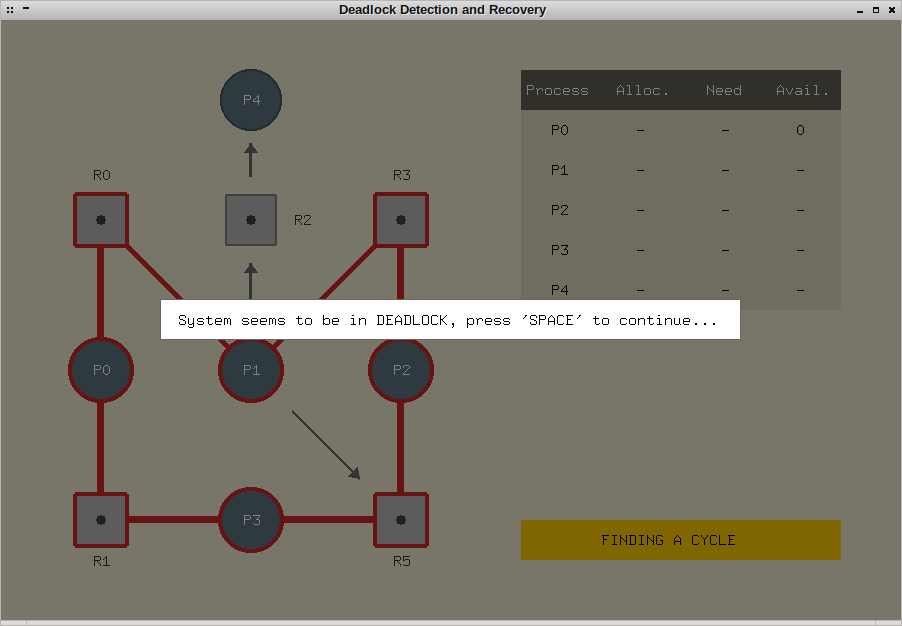 Deadlock Detection and Recovery
P4
R0
R3
R2
Process Alloc. Need Avail.
P0 – – 0
P1 – – –
P2 – – –
P3 – – –
P4 – – –
System seems to be in DEADLOCK, press 'SPACE' to continue...
P0
P1
P2
P3
R1
R5
FINDING A CYCLE